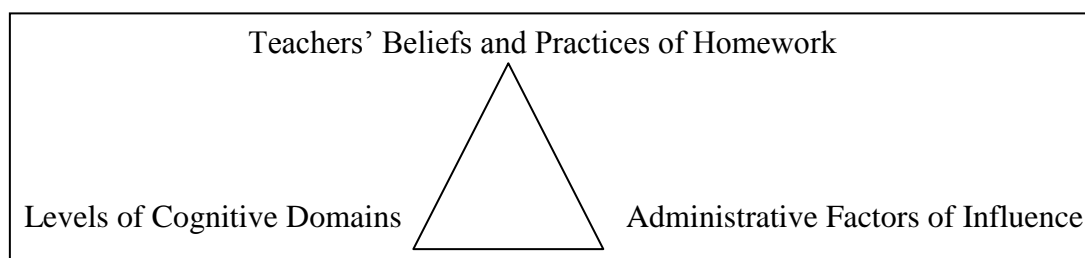 Teachers’ Beliefs and Practices of Homework
Levels of Cognitive Domains
Administrative Factors of Influence